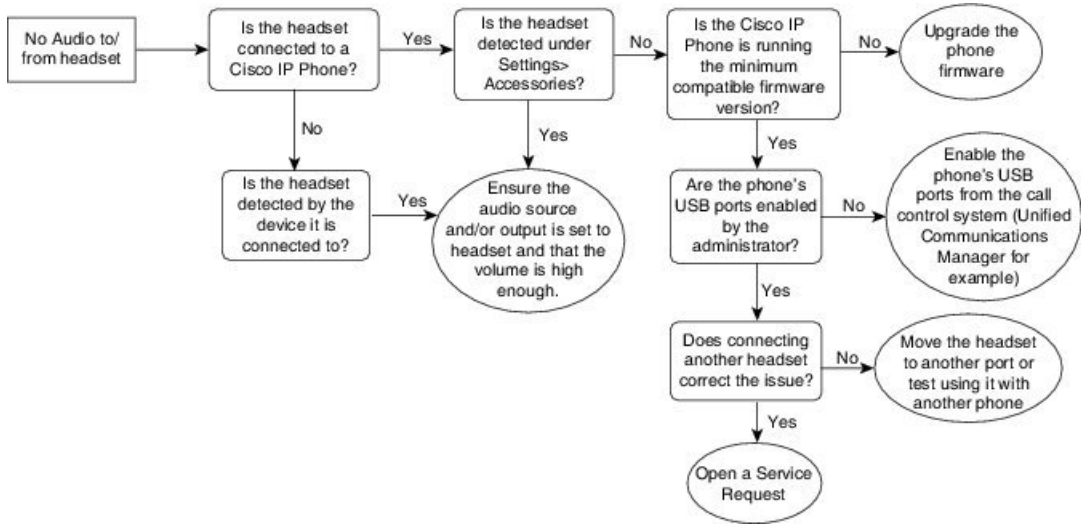 No Audio to/
from headset
Is the headset
connected to a
Cisco IP Phone?
Yes
Is the headset
detected under
Settings>
Accessories?
No
Is the Cisco IP
Phone is running
the minimum
compatible firmware
version?
No
Upgrade the
phone
firmware
No
Yes
Yes
Is the headset
detected by the
device it is
connected to?
Yes
Ensure the
audio source
and/or output is set to
headset and that the
volume is high
enough.
Are the phone's
USB ports enabled
by the
administrator?
No
Enable the
phone's USB
ports from the call
control system (Unified
Communications
Manager for
example)
Yes
Does connecting
another headset
correct the issue?
No
Move the headset
to another port or
test using it with
another phone
Yes
Open a Service
Request